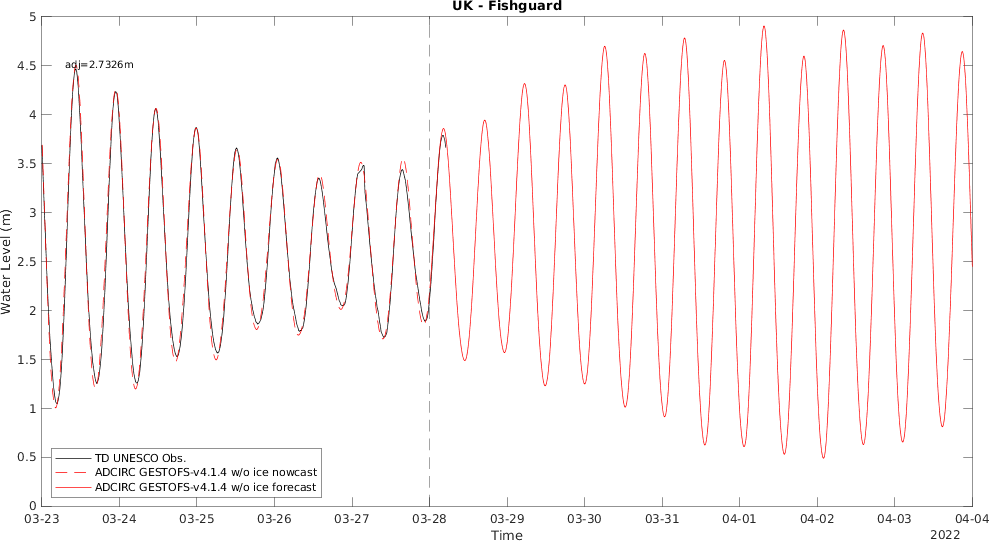 UK - Fishguard
5
4.5
4
3.5
3
2.5
2
1.5
1
0.5
0
Water Level (m)
adj=2.7326m
TD UNESCO Obs.
ADCIRC GESTOFS-v4.1.4 w/o ice nowcast
ADCIRC GESTOFS-v4.1.4 w/o ice forecast
03-23 03-24 03-25 03-26 03-27 03-28 03-29 03-30 03-31 04-01 04-02 04-03 04-04
Time
2022